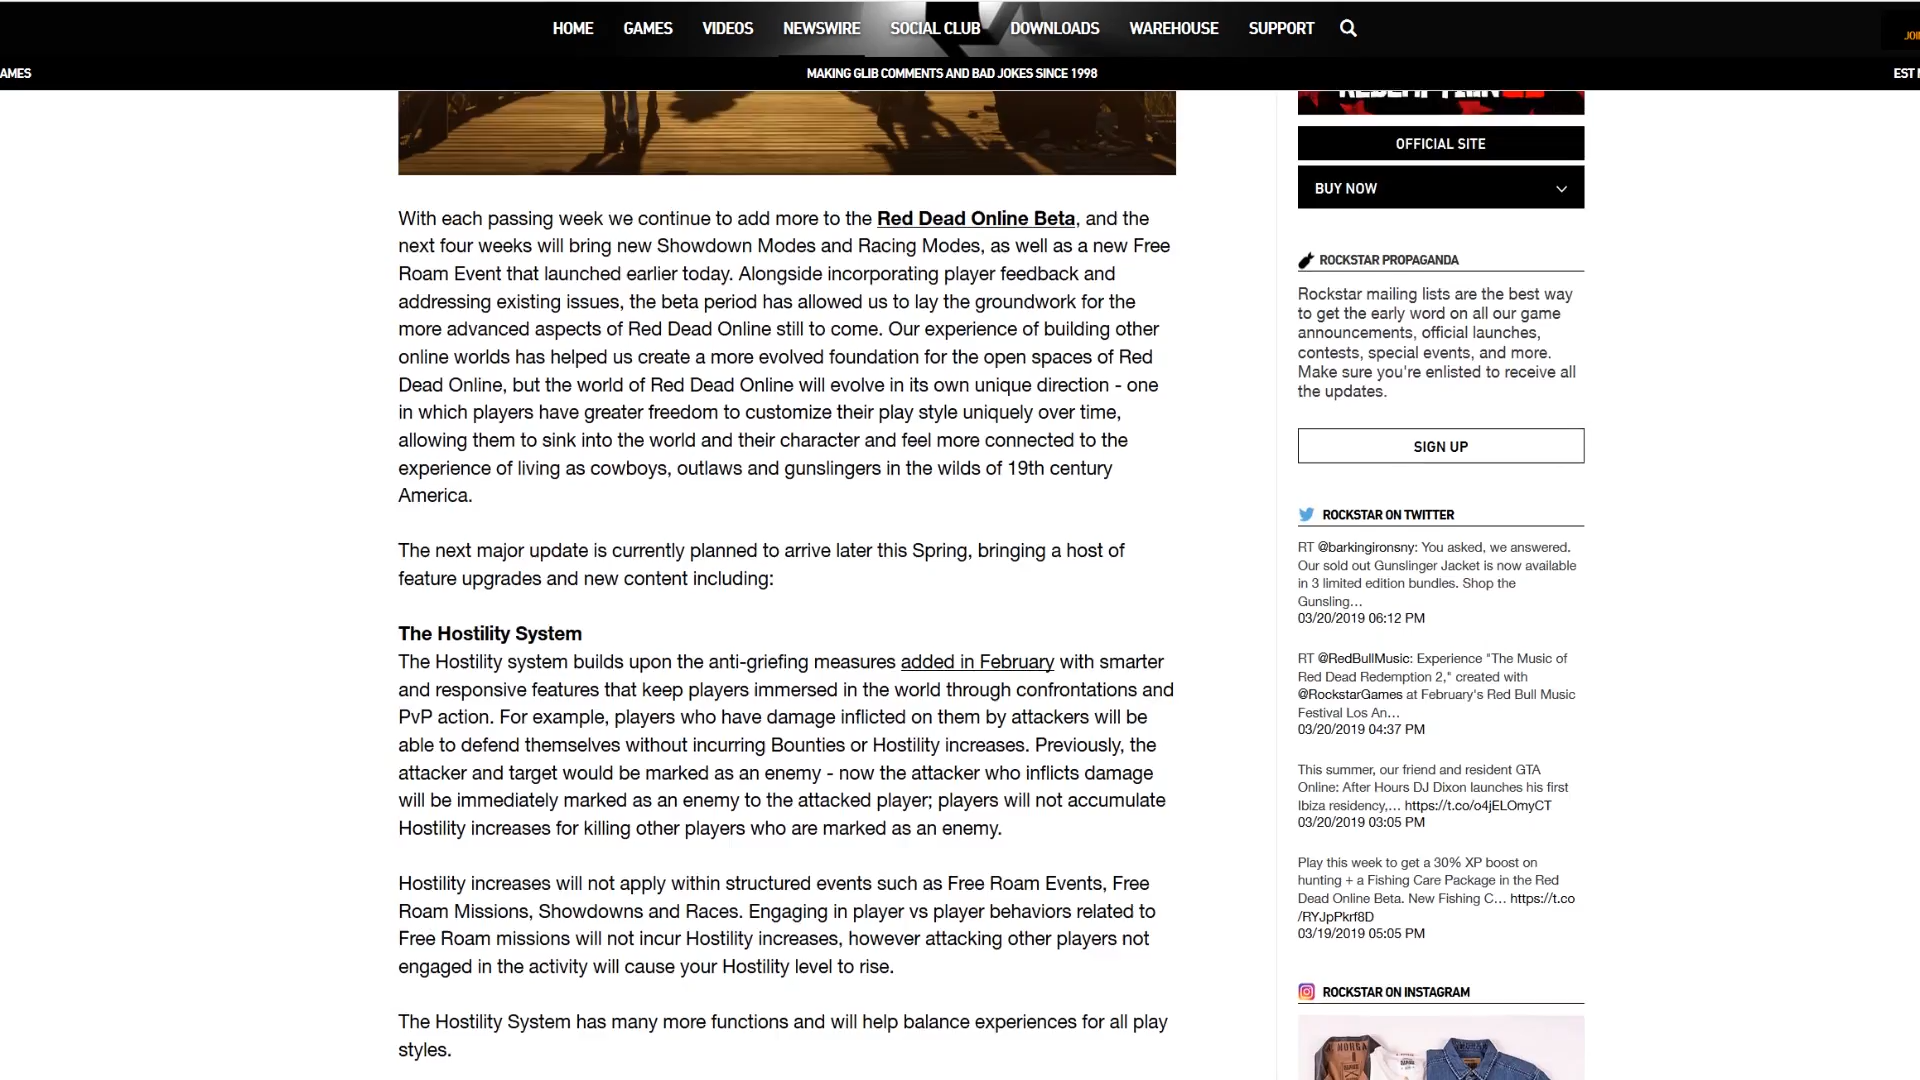 HOME GAMES VIDEOS NEWSWIRE SOCIAL CLUB DOWNLOADS WAREHOUSE SUPPORT
AMES MAKING GLIB COMMENTS AND BAD JOKES SINCE 1998 EST
With each passing week we continue to add more to the Red Dead Online Beta, and the
next four weeks will bring new Showdown Modes and Racing Modes, as well as a new Free
Roam Event that launched earlier today. Alongside incorporating player feedback and
addressing existing issues, the beta period has allowed us to lay the groundwork for the
more advanced aspects of Red Dead Online still to come. Our experience of building other
online worlds has helped us create a more evolved foundation for the open spaces of Red
Dead Online, but the world of Red Dead Online will evolve in its own unique direction - one
in which players have greater freedom to customize their play style uniquely over time,
allowing them to sink into the world and their character and feel more connected to the
experience of living as cowboys, outlaws and gunslingers in the wilds of 19th century
America.
The next major update is currently planned to arrive later this Spring, bringing a host of
feature upgrades and new content including:
The Hostility System
The Hostility system builds upon the anti-griefing measures added in February with smarter
and responsive features that keep players immersed in the world through confrontations and
PvP action. For example, players who have damage inflicted on them by attackers will be
able to defend themselves without incurring Bounties or Hostility increases. Previously, the
attacker and target would be marked as an enemy - now the attacker who inflicts damage
will be immediately marked as an enemy to the attacked player; players will not accumulate
Hostility increases for killing other players who are marked as an enemy.
Hostility increases will not apply within structured events such as Free Roam Events, Free
Roam Missions, Showdowns and Races. Engaging in player vs player behaviors related to
Free Roam missions will not incur Hostility increases, however attacking other players not
engaged in the activity will cause your Hostility level to rise.
The Hostility System has many more functions and will help balance experiences for all play
styles.
OFFICIAL SITE
BUY NOW
ROCKSTAR PROPAGANDA
Rockstar mailing lists are the best way
to get the early word on all our game
announcements, official launches,
contests, special events, and more.
Make sure you're enlisted to receive all
the updates.
SIGN UP
ROCKSTAR ON TWITTER
RT @barkingironsny: You asked, we answered.
Our sold out Gunslinger Jacket is now available
in 3 limited edition bundles. Shop the
Gunsling…
03/20/2019 06:12 PM
RT @RedBullMusic: Experience "The Music of
Red Dead Redemption 2," created with
@RockstarGames at February's Red Bull Music
Festival Los An…
03/20/2019 04:37 PM
This summer, our friend and resident GTA
Online: After Hours DJ Dixon launches his first
Ibiza residency,… https://t.co/o4jELOmyCT
03/20/2019 03:05 PM
Play this week to get a 30% XP boost on
hunting + a Fishing Care Package in the Red
Dead Online Beta. New Fishing C… https://t.co
/RYJpPkrf8D
03/19/2019 05:05 PM
ROCKSTAR ON INSTAGRAM